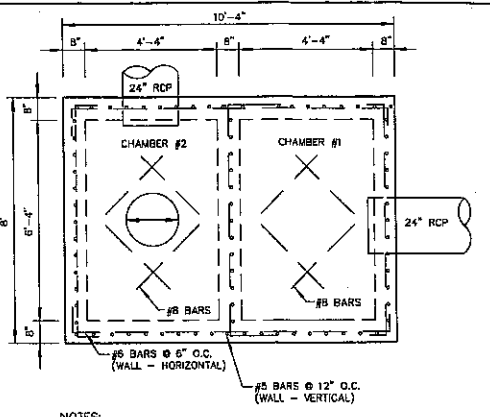 10'-4"
8" 4'-4" 8" 4'-4" 8"
24" RCP
8"
CHAMBER #2 CHAMBER #1
8'
6'-4"
24" RCP
#8 BARS #8 BARS
8"
#6 BARS @ 6" O.C.
(WALL - HORIZONTAL)
#5 BARS @ 12" O.C.
(WALL - VERTICAL)
NOTES: